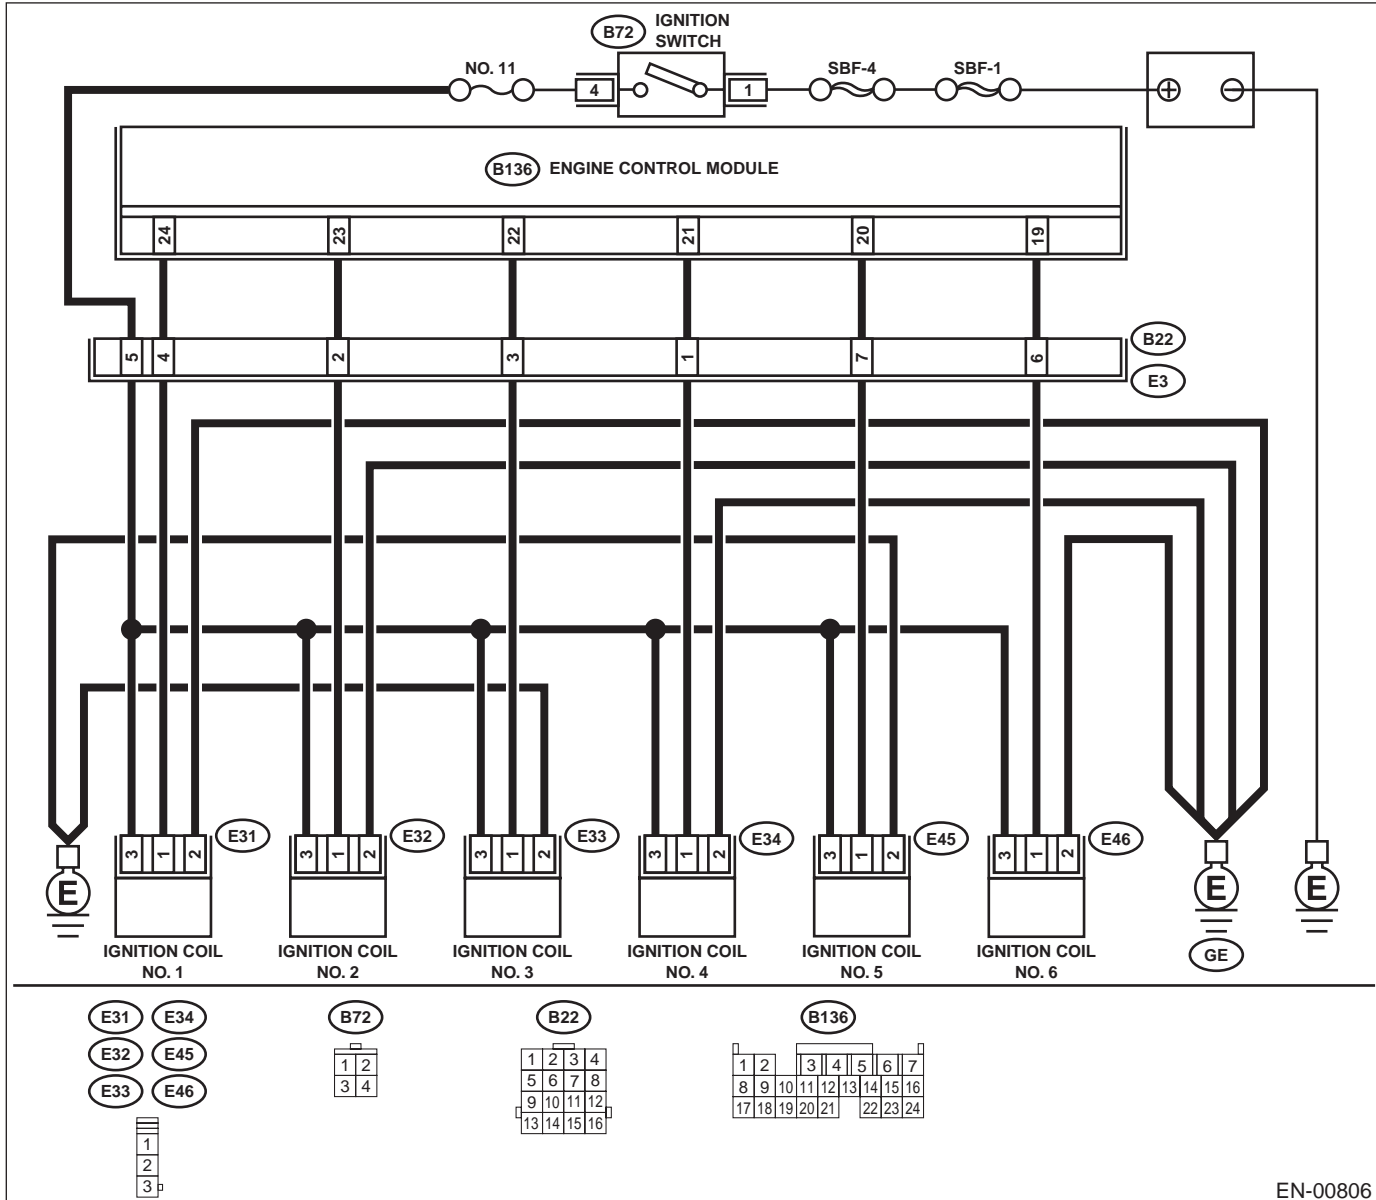 B72
IGNITION
SWITCH
NO. 11
4
1
SBF-4
SBF-1
+
−
B136 ENGINE CONTROL MODULE
24 23 22 21 20 19
5 4 2 3 1 7 6
B22
E3
3 1 2 E31
3 1 2 E32
3 1 2 E33
3 1 2 E34
3 1 2 E45
3 1 2 E46
E E E
IGNITION COIL
NO. 1
IGNITION COIL
NO. 2
IGNITION COIL
NO. 3
IGNITION COIL
NO. 4
IGNITION COIL
NO. 5
IGNITION COIL
NO. 6
GE
E31 E34
E32 E45
E33 E46
1
2
3
B72
1 2
3 4
B22
1 2 3 4
5 6 7 8
9 10 11 12
13 14 15 16
B136
1 2 3 4 5 6 7
8 9 10 11 12 13 14 15 16
17 18 19 20 21 22 23 24
EN-00806